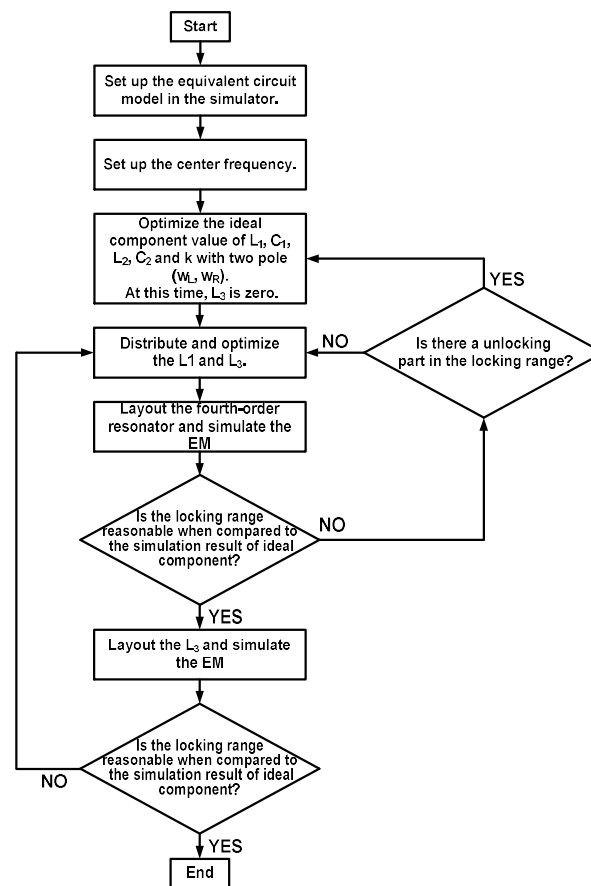 Start
Set up the equivalent circuit
model in the simulator.
Set up the center frequency.
Optimize the ideal
component value of L₁, C₁,
L₂, C₂ and k with two pole
(wL, wR).
At this time, L₃ is zero.
YES
Distribute and optimize
the L1 and L₃.
NO
Is there a unlocking
part in the locking range?
Layout the fourth-order
resonator and simulate the
EM
Is the locking range
reasonable when compared to
the simulation result of ideal
component?
NO
YES
Layout the L₃ and simulate
the EM
Is the locking range
reasonable when compared to
the simulation result of ideal
component?
NO
YES
End